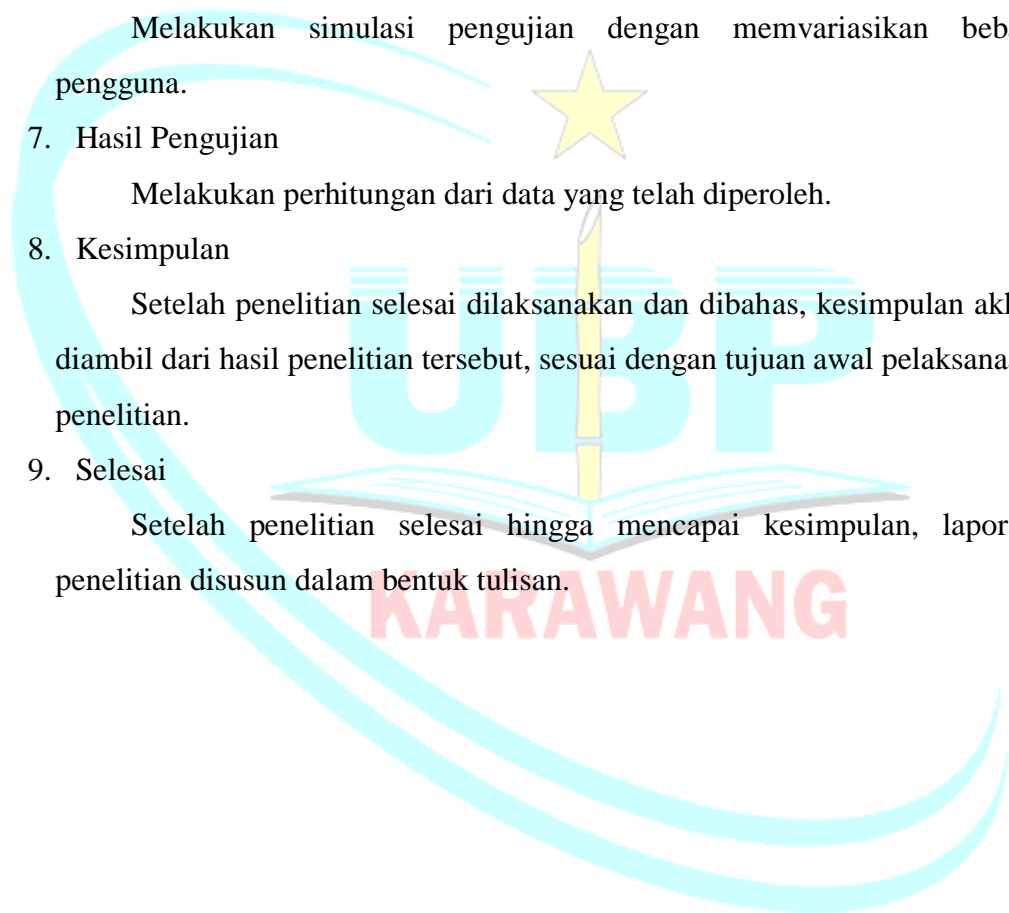 Melakukan simulasi pengujian dengan memvariasikan beb
pengguna.
7. Hasil Pengujian
Melakukan perhitungan dari data yang telah diperoleh.
8. Kesimpulan
Setelah penelitian selesai dilaksanakan dan dibahas, kesimpulan ak
diambil dari hasil penelitian tersebut, sesuai dengan tujuan awal pelaksana
penelitian.
9. Selesai
Setelah penelitian selesai hingga mencapai kesimpulan, lapor
penelitian disusun dalam bentuk tulisan.
UBP
KARAWANG